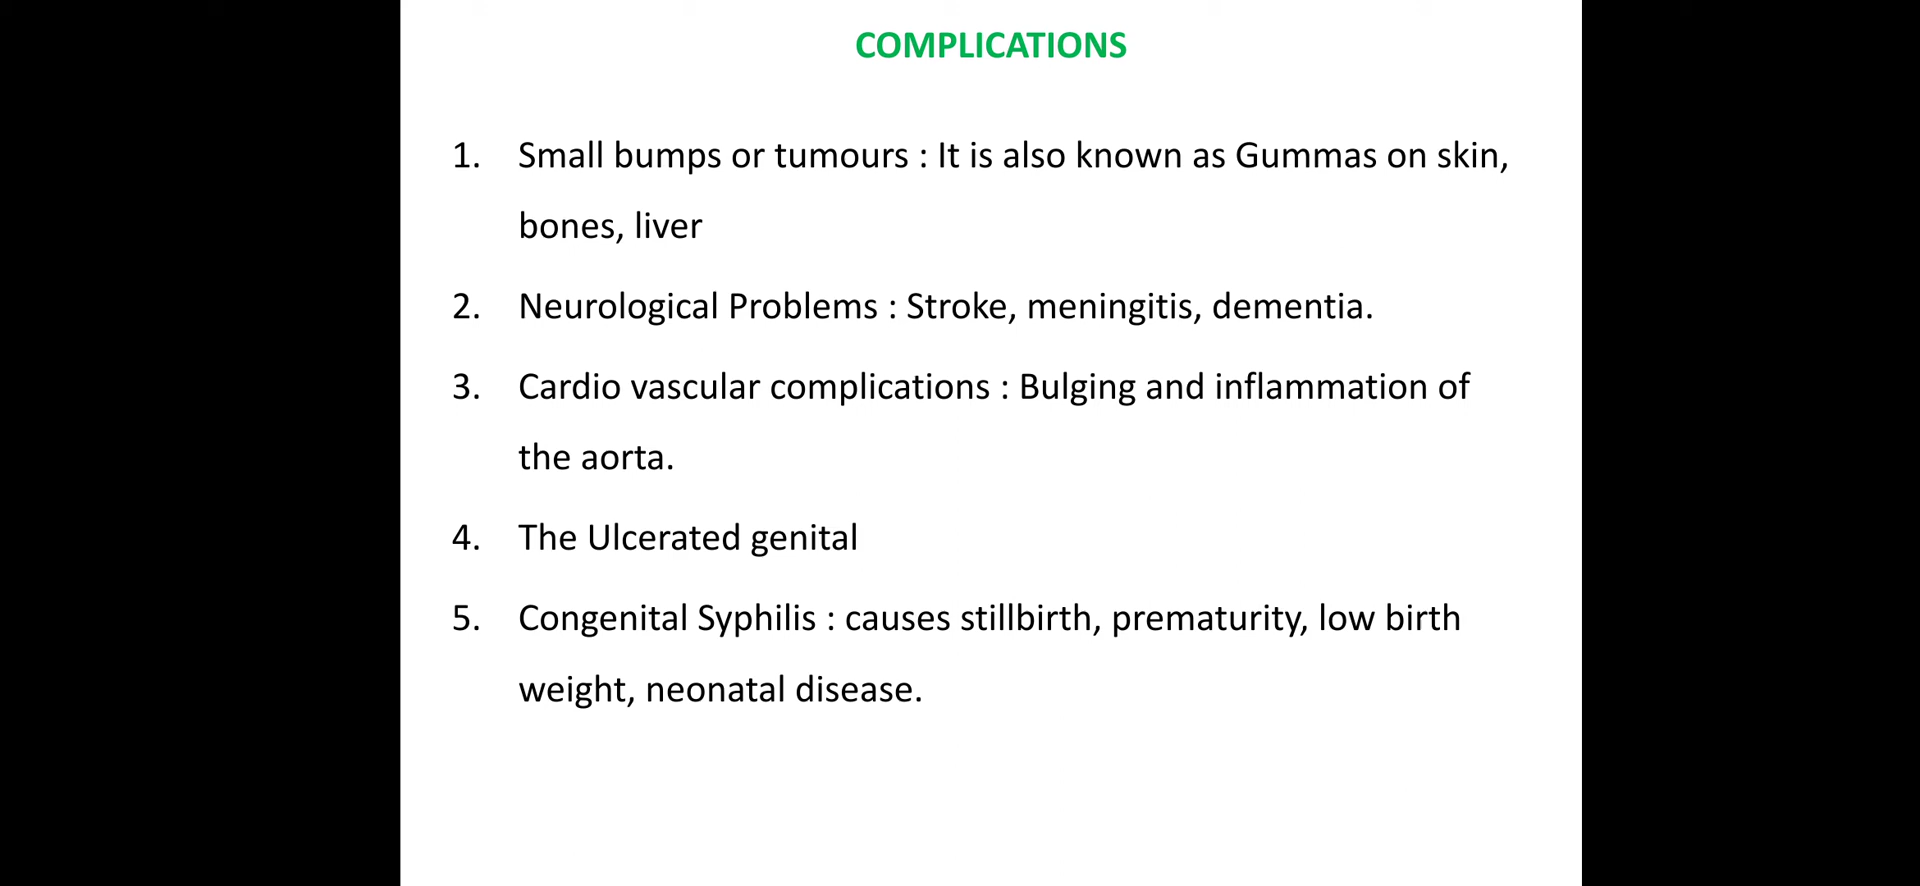 COMPLICATIONS
1. Small bumps or tumours : It is also known as Gummas on skin,
bones, liver
2. Neurological Problems : Stroke, meningitis, dementia.
3. Cardio vascular complications : Bulging and inflammation of
the aorta.
4. The Ulcerated genital
5. Congenital Syphilis : causes stillbirth, prematurity, low birth
weight, neonatal disease.